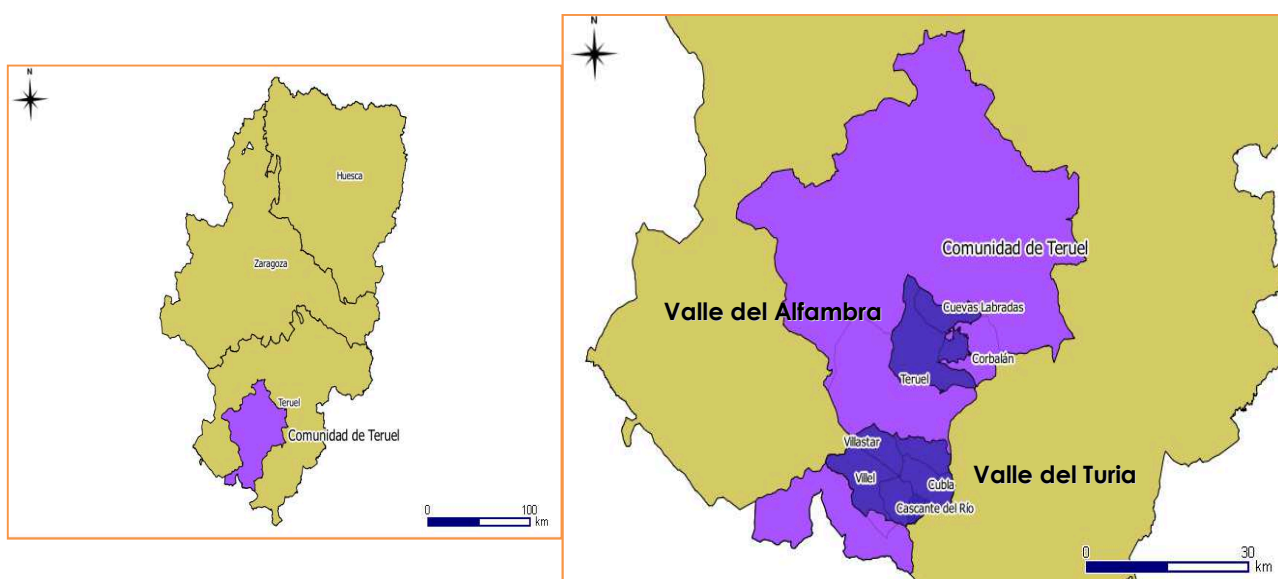 N
Huesca
Zaragoza
Teruel
Comunidad de Teruel
0 100
km
N
Comunidad de Teruel
Valle del Alfambra
Cuevas Labradas
Corbalán
Teruel
Villastar
Villel
Cubla
Valle del Turia
Cascante del Río
0 30
km